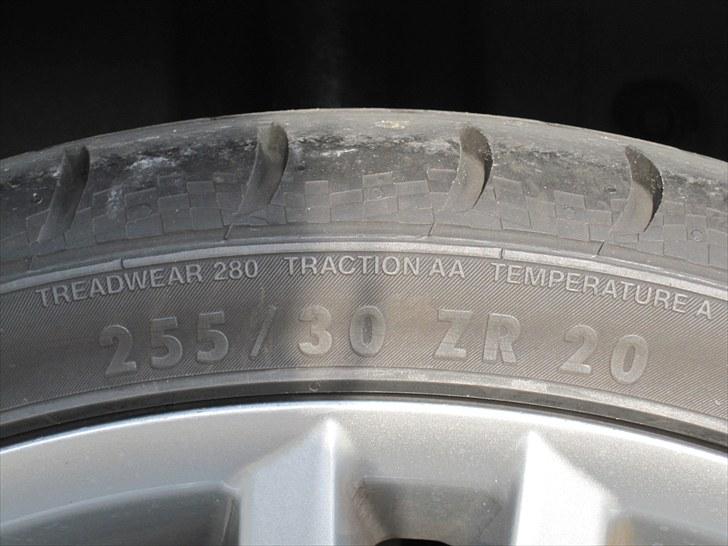 TREADWEAR 280 TRACTION AA TEMPERATURE A
255/30 ZR 20